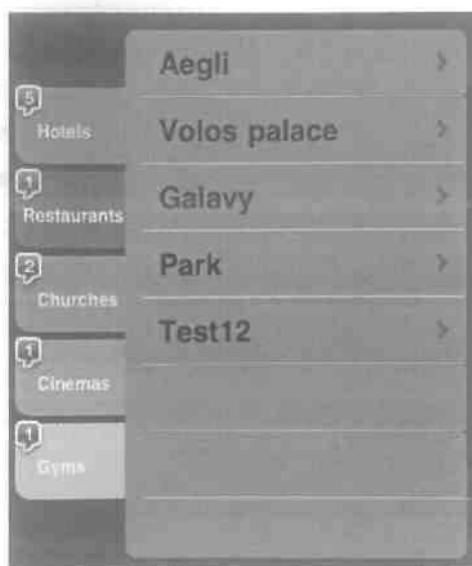 Aegli
Volos palace
Galavy
Park
Test12
5
Hotels
1
Restaurants
2
Churches
1
Cinemas
1
Gyms